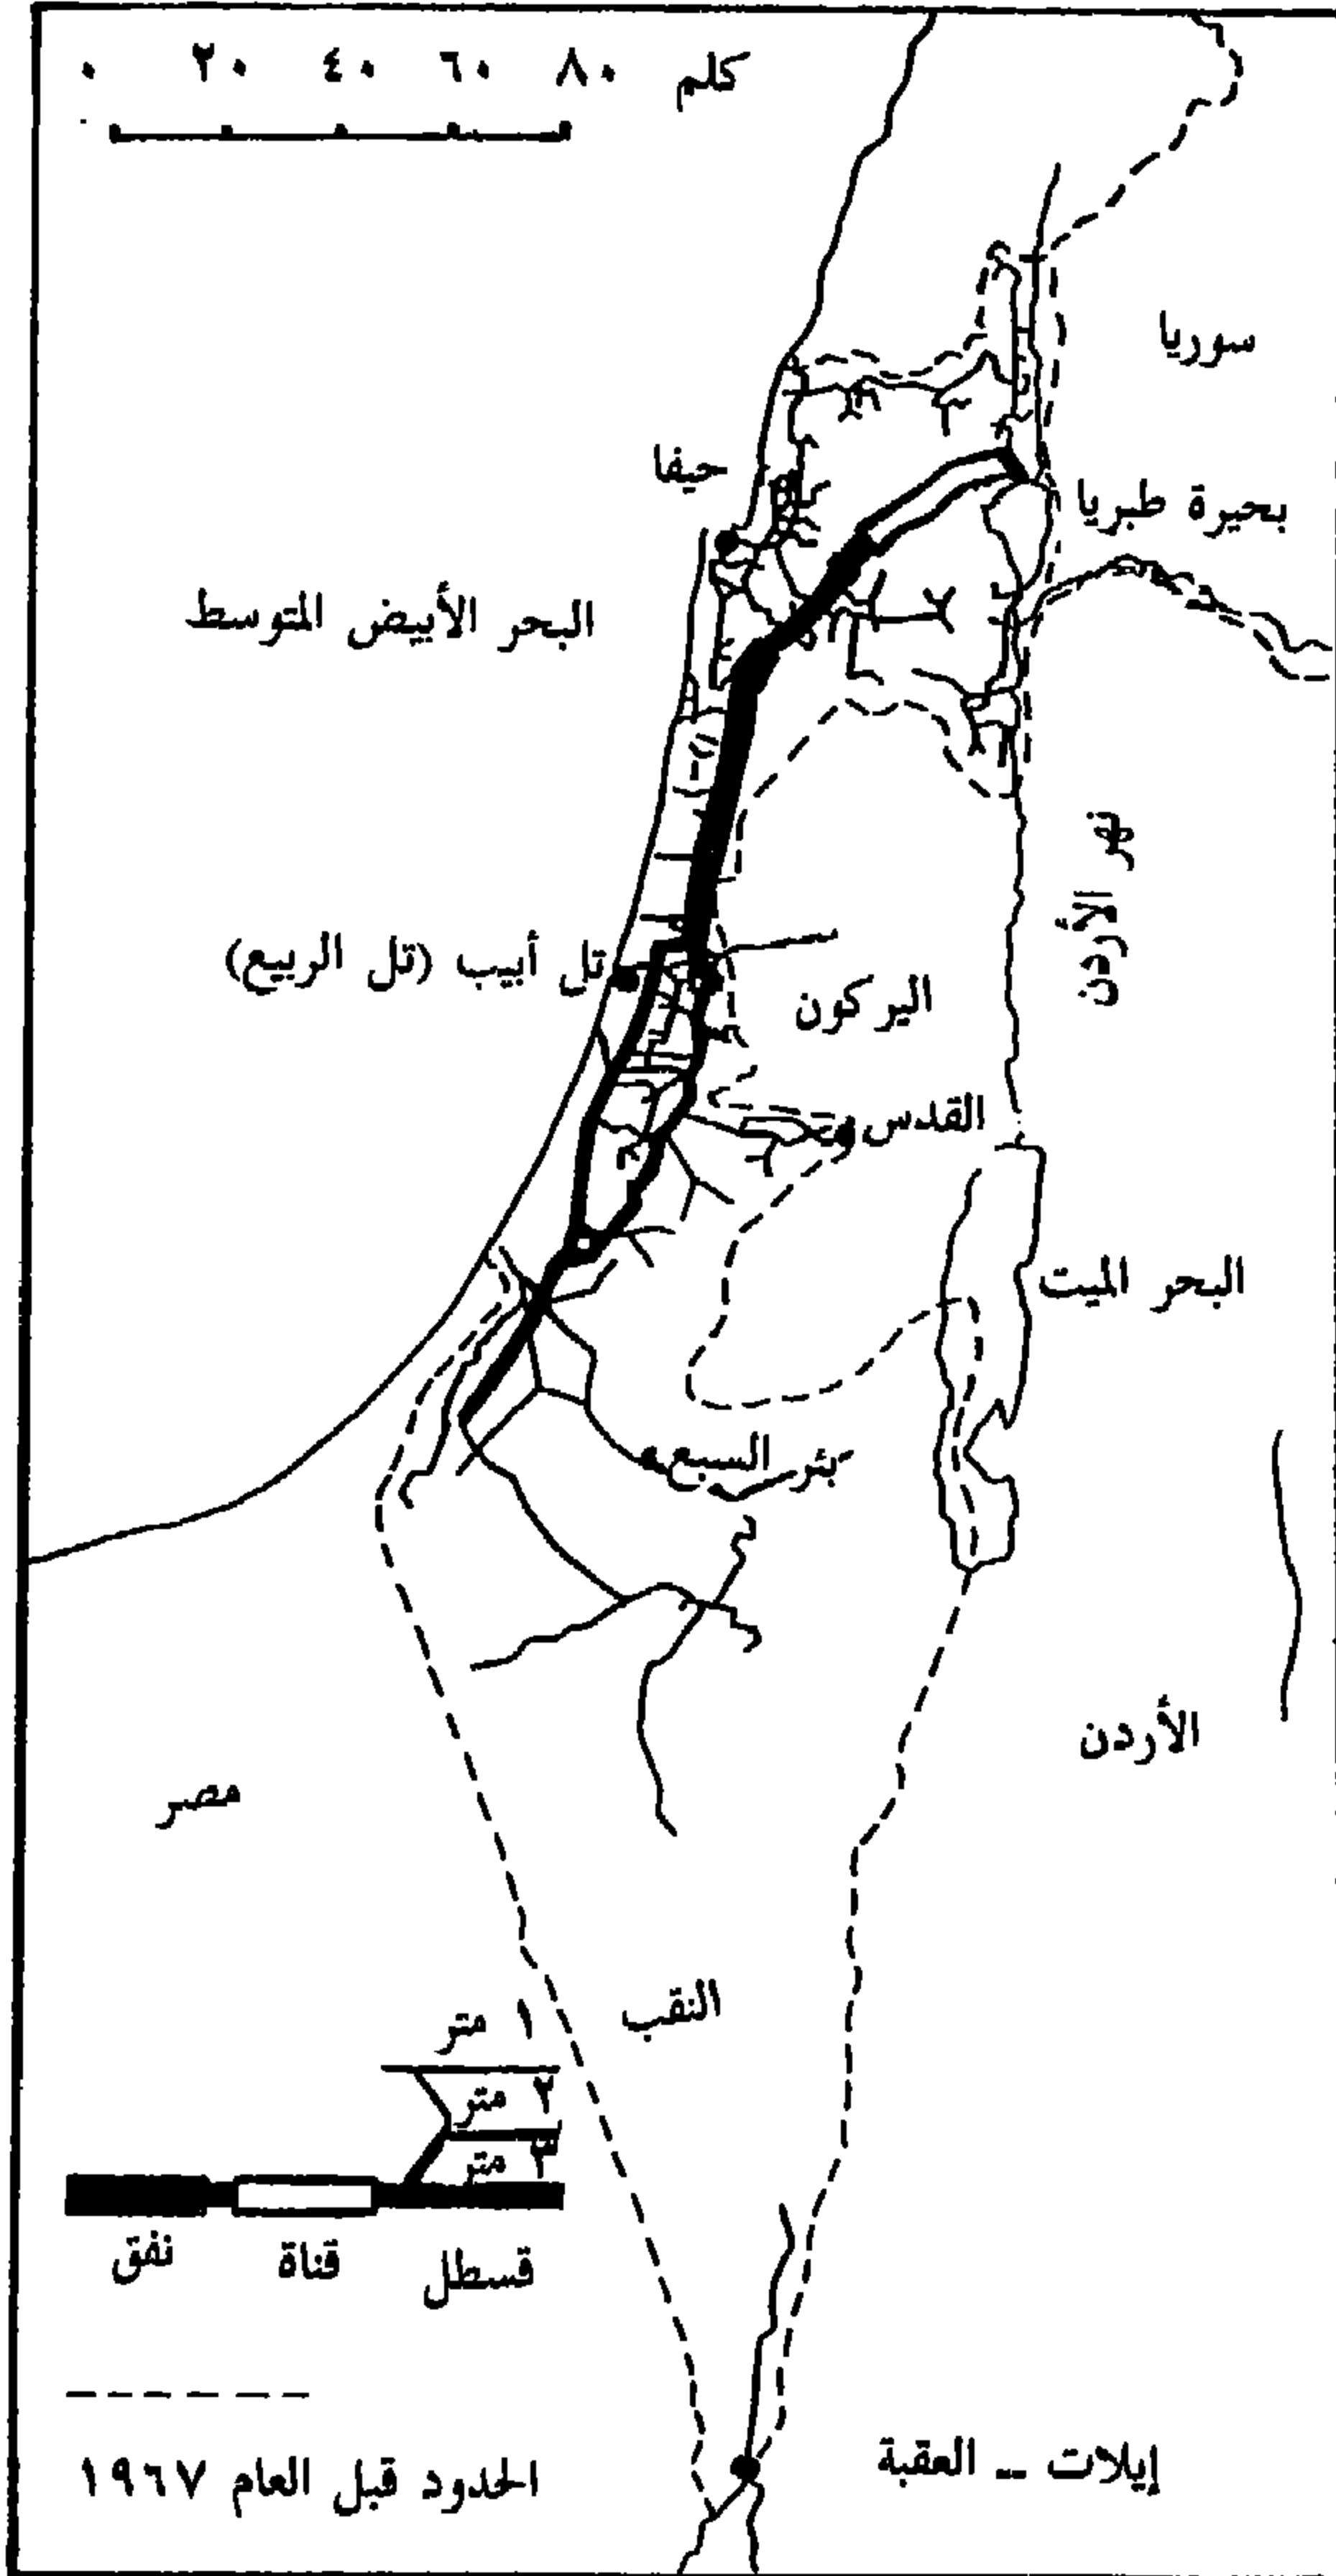 ٠ ٢٠ ٤٠ ٦٠ ٨٠ كلم
سوريا
حيفا
بحيرة طبريا
البحر الأبيض المتوسط
نهر الأردن
تل أبيب (تل الربيع)
اليركون
القدس
البحر الميت
بئر السبع
الأردن
مصر
النقب
١ متر
٢ متر
٣ متر
نفق قناة قسطل
إيلات -- العقبة
الحدود قبل العام ١٩٦٧